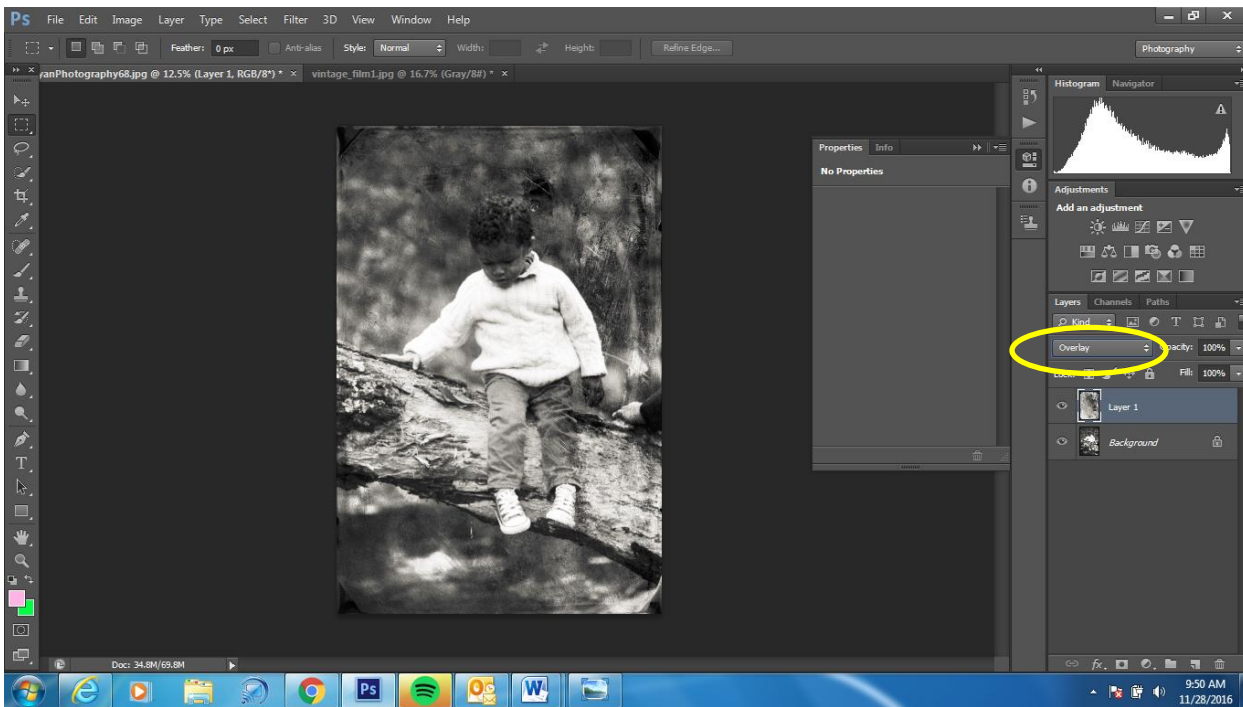 Ps File Edit Image Layer Type Select Filter 3D View Window Help
Feather: 0 px Anti-alias Style: Normal Width: Height: Refine Edge... Photography
yanPhotography68.jpg @ 12.5% (Layer 1, RGB/8*) * × vintage_film1.jpg @ 16.7% (Gray/8#) * ×
Histogram Navigator
Properties Info
No Properties
Adjustments
Add an adjustment
Layers Channels Paths
Kind
Overlay Opacity: 100%
Lock: Fill: 100%
Layer 1
Background
Doc: 34.8M/69.8M
Ps
9:50 AM
11/28/2016